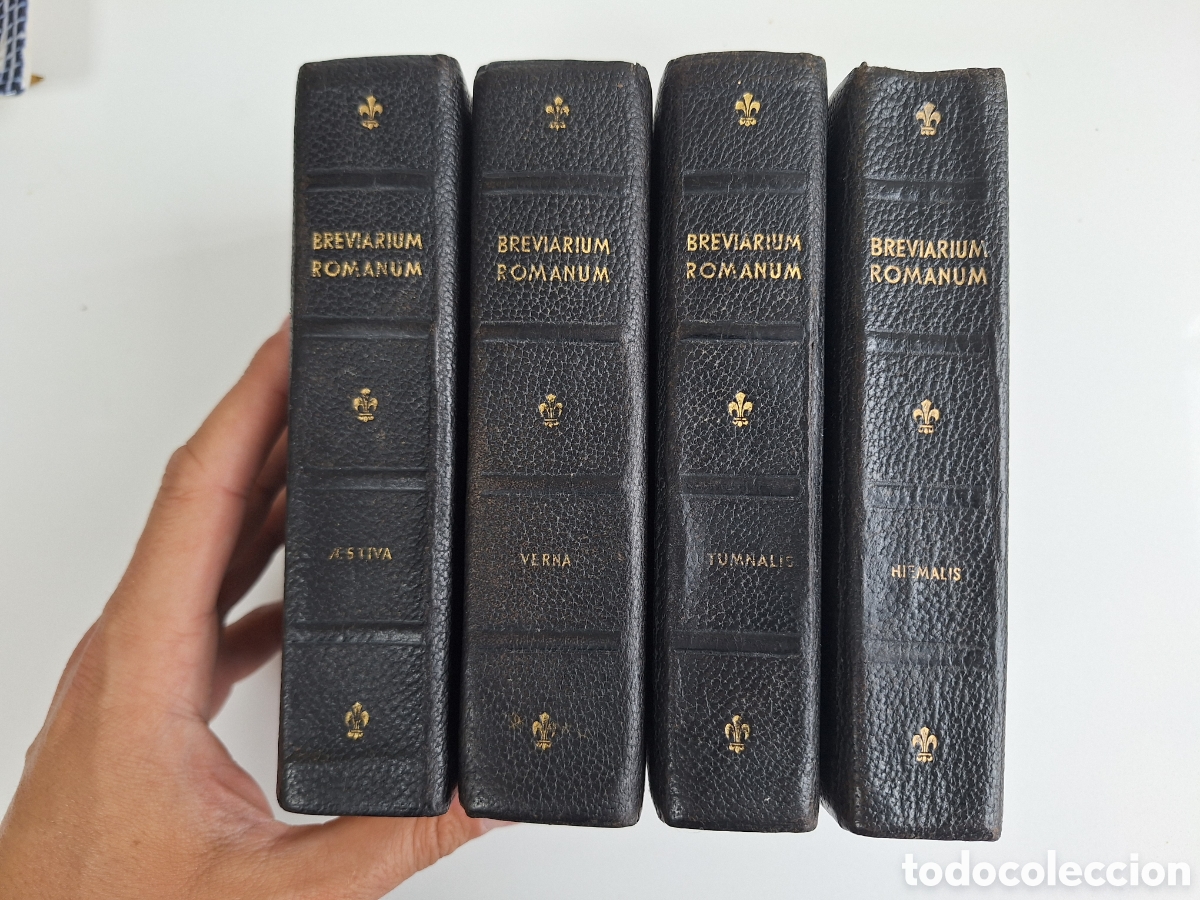 BREVIARIUM
ROMANUM
ÆSTIVA
BREVIARIUM
ROMANUM
VERNA
BREVIARIUM
ROMANUM
TUMNALIS
BREVIARIUM
ROMANUM
HIEMALIS
todocoleccion